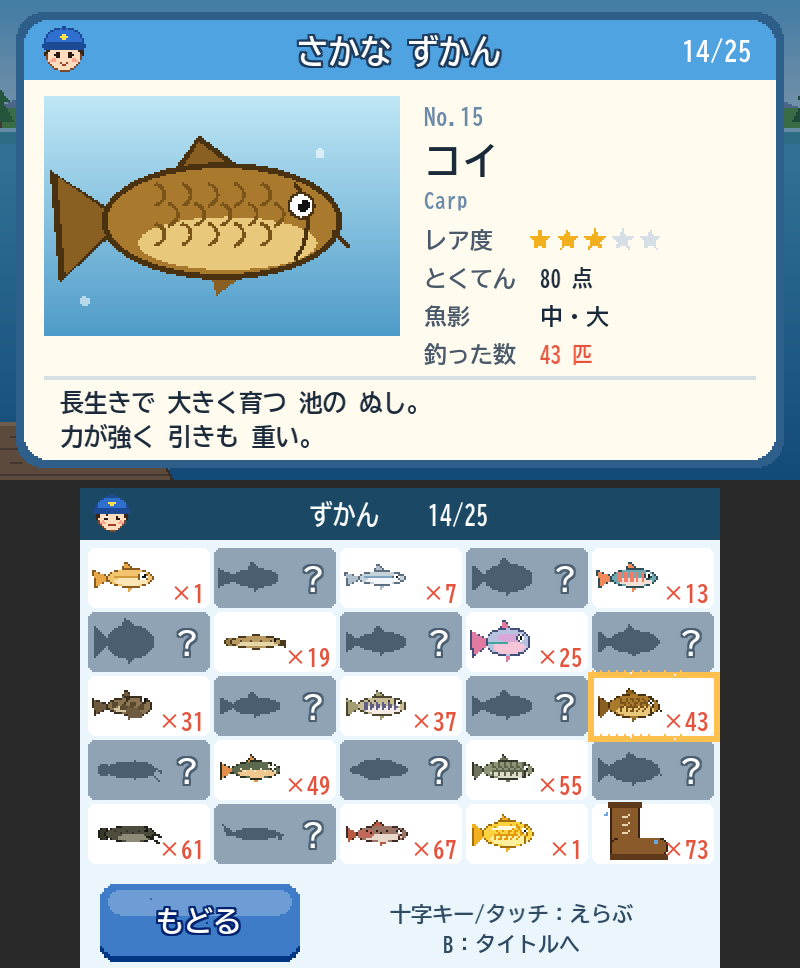 さかな ずかん
14/25
No.15
コイ
Carp
レア度
とくてん 80 点
魚影 中・大
釣った数 43 匹
長生きで 大きく育つ 池の ぬし。
力が強く 引きも 重い。
ずかん 14/25
×1 ? ×7 ? ×13
? ×19 ? ×25 ?
×31 ? ×37 ? ×43
? ×49 ? ×55 ?
×61 ? ×67 ×1 ×73
もどる
十字キー/タッチ：えらぶ
B：タイトルへ